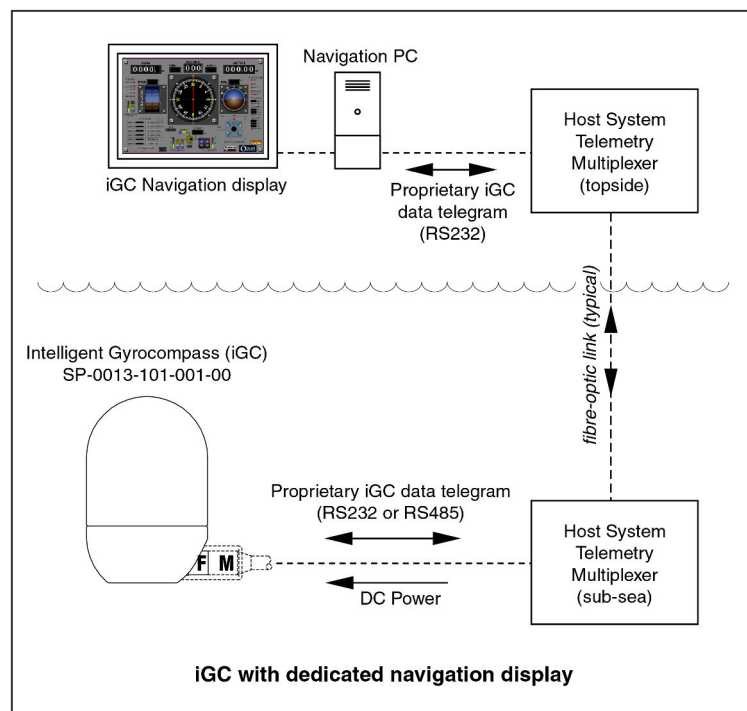 Navigation PC
iGC Navigation display
Proprietary iGC
data telegram
(RS232)
Host System
Telemetry
Multiplexer
(topside)
fibre-optic link (typical)
Intelligent Gyrocompass (iGC)
SP-0013-101-001-00
F M
Proprietary iGC data telegram
(RS232 or RS485)
DC Power
Host System
Telemetry
Multiplexer
(sub-sea)
iGC with dedicated navigation display